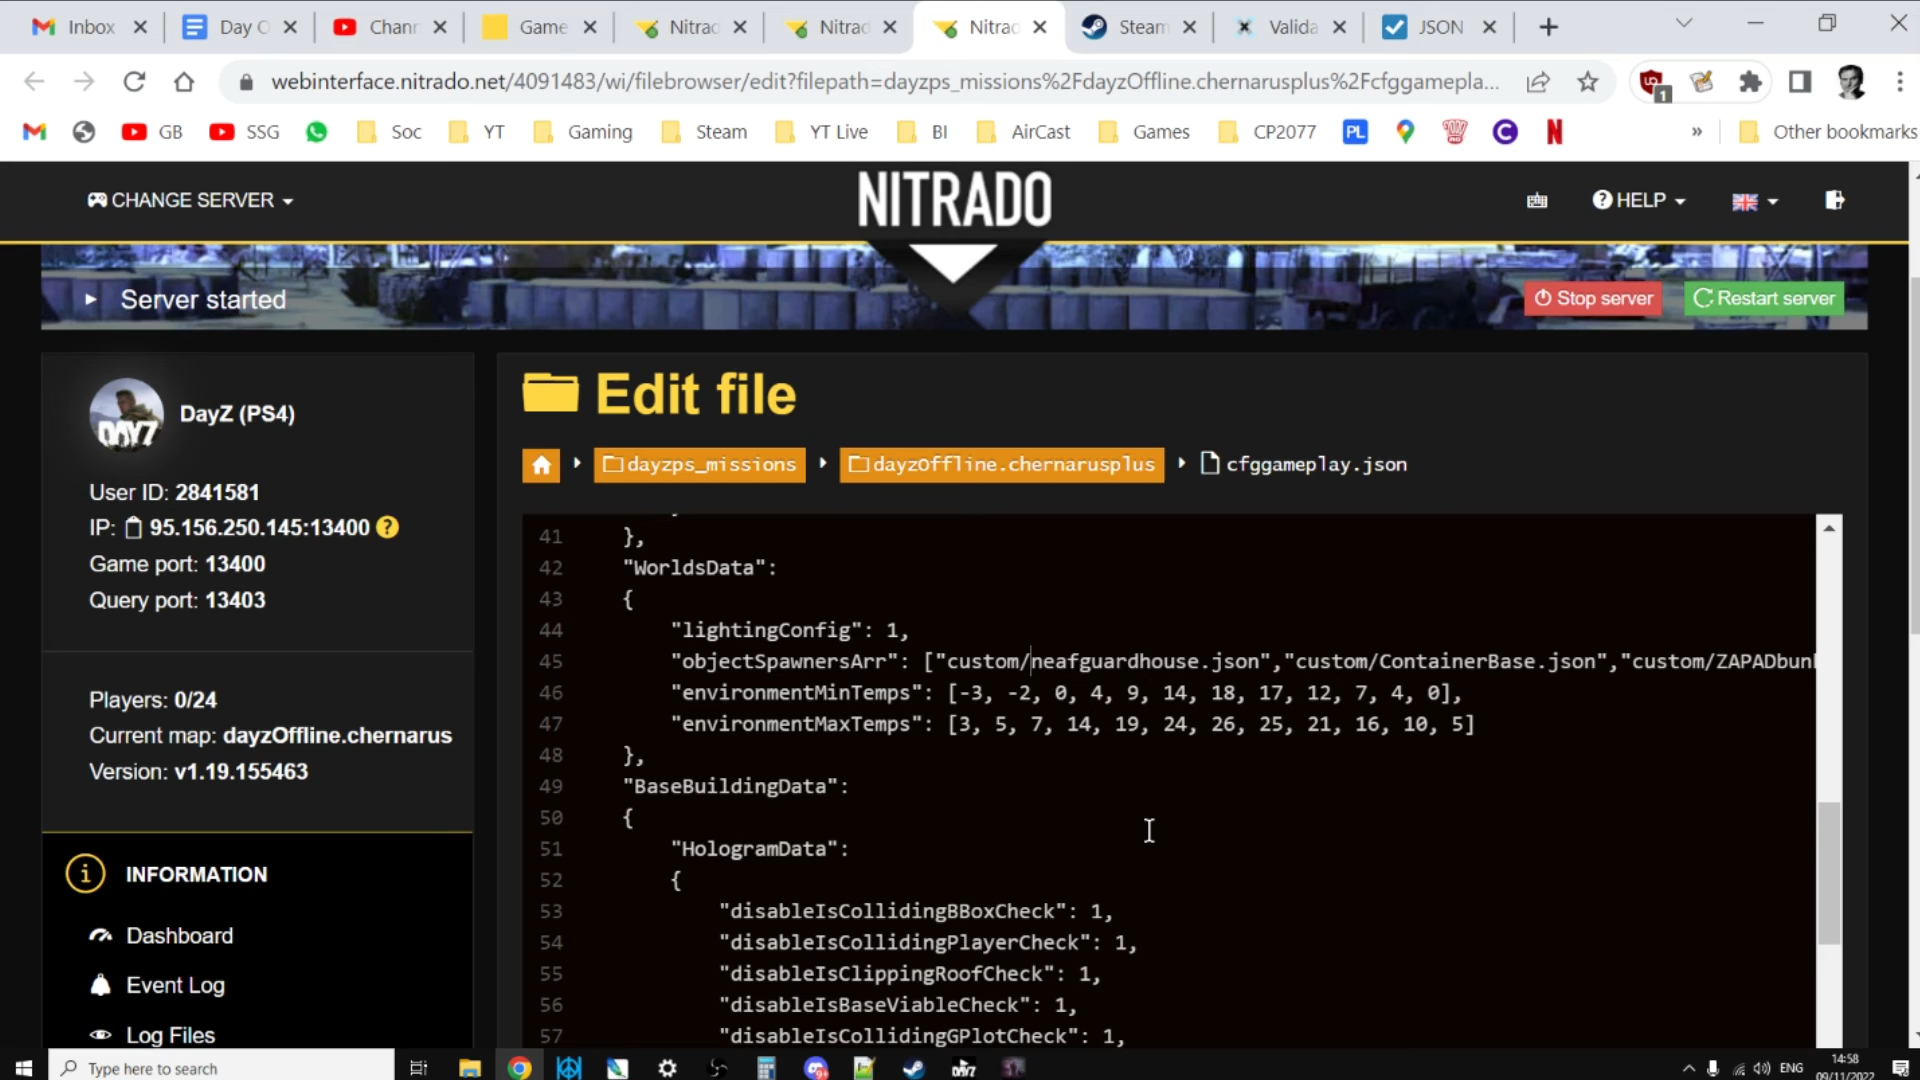 Inbox
Day O
Chan
Game
Nitrac
Nitrac
Nitrac
Steam
Valida
JSON
webinterface.nitrado.net/4091483/wi/filebrowser/edit?filepath=dayzps_missions%2FdayzOffline.chernarusplus%2Fcfggamepla...
1
GB
SSG
Soc
YT
Gaming
Steam
YT Live
BI
AirCast
Games
CP2077
PL
»
Other bookmarks
CHANGE SERVER
NITRADO
HELP
Server started
Stop server
Restart server
DAYZ
DayZ (PS4)
User ID: 2841581
IP: 95.156.250.145:13400 ?
Game port: 13400
Query port: 13403
Players: 0/24
Current map: dayzOffline.chernarus
Version: v1.19.155463
INFORMATION
Dashboard
Event Log
Log Files
Edit file
dayzps_missions
dayzOffline.chernarusplus
cfggameplay.json
41 },
42 "WorldsData":
43 {
44 "lightingConfig": 1,
45 "objectSpawnersArr": ["custom/neafguardhouse.json","custom/ContainerBase.json","custom/ZAPADbun
46 "environmentMinTemps": [-3, -2, 0, 4, 9, 14, 18, 17, 12, 7, 4, 0],
47 "environmentMaxTemps": [3, 5, 7, 14, 19, 24, 26, 25, 21, 16, 10, 5]
48 },
49 "BaseBuildingData":
50 {
51 "HologramData":
52 {
53 "disableIsCollidingBBoxCheck": 1,
54 "disableIsCollidingPlayerCheck": 1,
55 "disableIsClippingRoofCheck": 1,
56 "disableIsBaseViableCheck": 1,
57 "disableIsCollidingGPlotCheck": 1,
Type here to search
DAYZ
ENG
14:58
09/11/2022